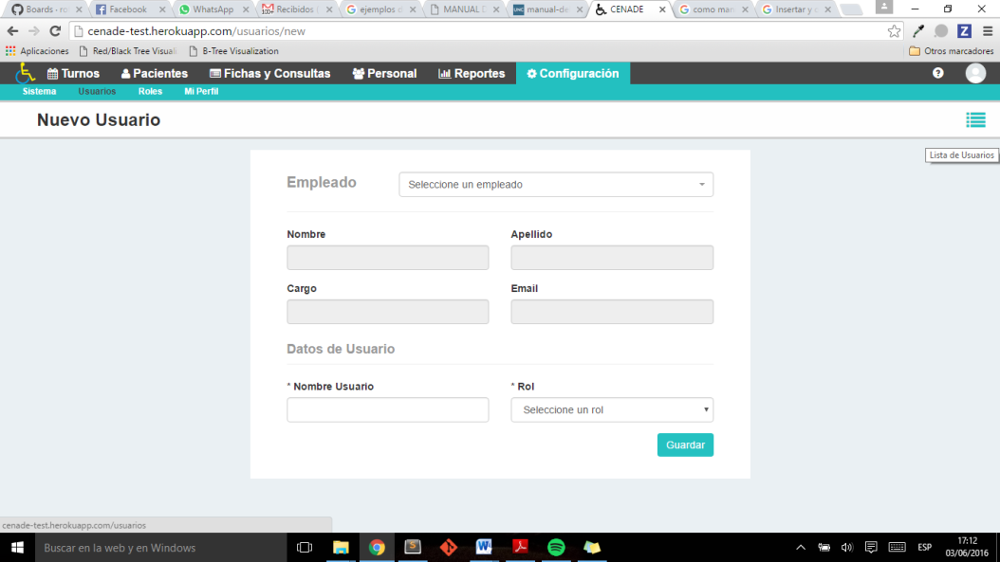 Boards - ro
Facebook
WhatsApp
100+
Recibidos
ejemplos d
MANUAL D
UNC
manual-de
CENADE
como man
Insertar y c
cenade-test.herokuapp.com/usuarios/new
Z
Aplicaciones
Red/Black Tree Visuali
B-Tree Visualization
Otros marcadores
Turnos
Pacientes
Fichas y Consultas
Personal
Reportes
Configuración
?
Sistema
Usuarios
Roles
Mi Perfil
Nuevo Usuario
Lista de Usuarios
Empleado
Seleccione un empleado
Nombre
Apellido
Cargo
Email
Datos de Usuario
* Nombre Usuario
* Rol
Seleccione un rol
Guardar
cenade-test.herokuapp.com/usuarios
Buscar en la web y en Windows
ESP
17:12
03/06/2016